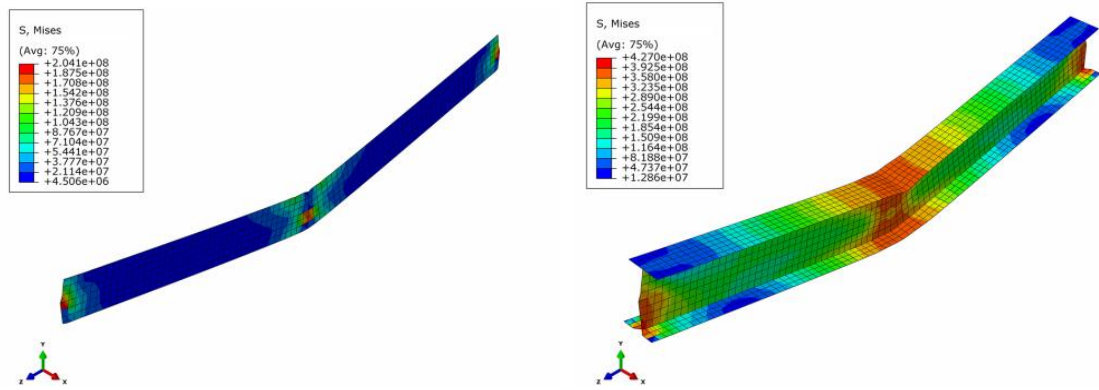 S, Mises
(Avg: 75%)
+2.041e+08
+1.875e+08
+1.708e+08
+1.542e+08
+1.376e+08
+1.209e+08
+1.043e+08
+8.767e+07
+7.104e+07
+5.441e+07
+3.777e+07
+2.114e+07
+4.506e+06
Y
Z
X
S, Mises
(Avg: 75%)
+4.270e+08
+3.925e+08
+3.580e+08
+3.235e+08
+2.890e+08
+2.544e+08
+2.199e+08
+1.854e+08
+1.509e+08
+1.164e+08
+8.188e+07
+4.737e+07
+1.286e+07
Y
Z
X